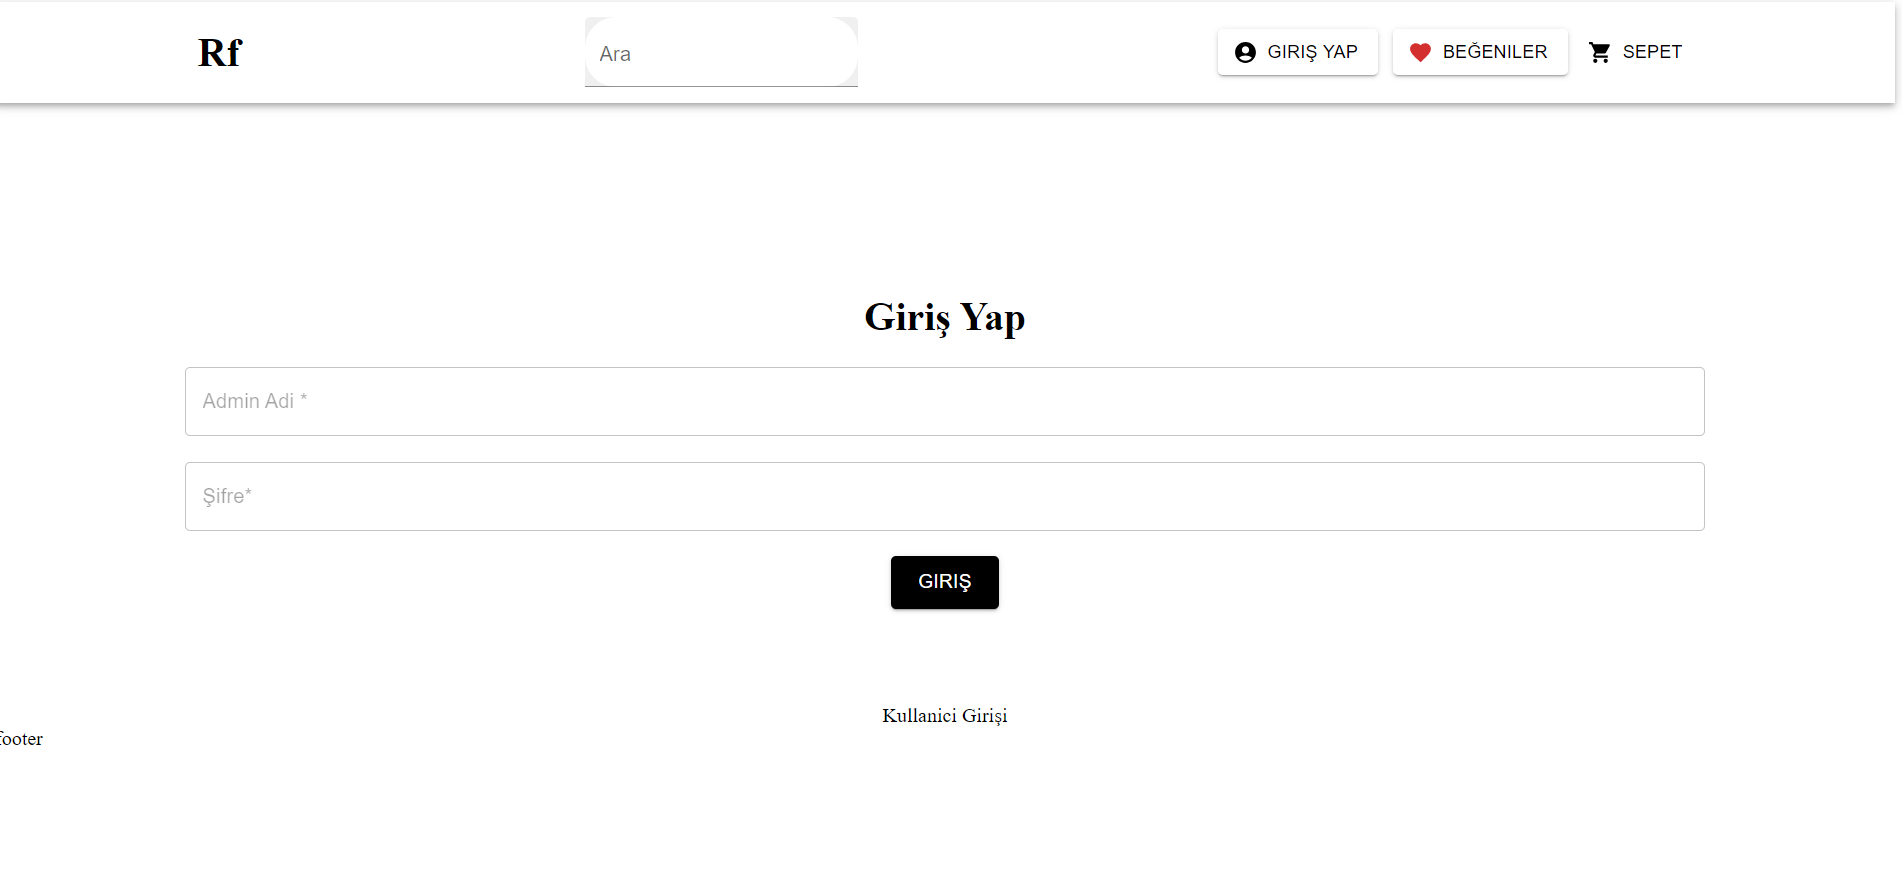 Rf
Ara
GIRIŞ YAP
BEĞENILER
SEPET
Giriş Yap
Admin Adi *
Şifre*
GIRIŞ
Kullanici Girişi
footer